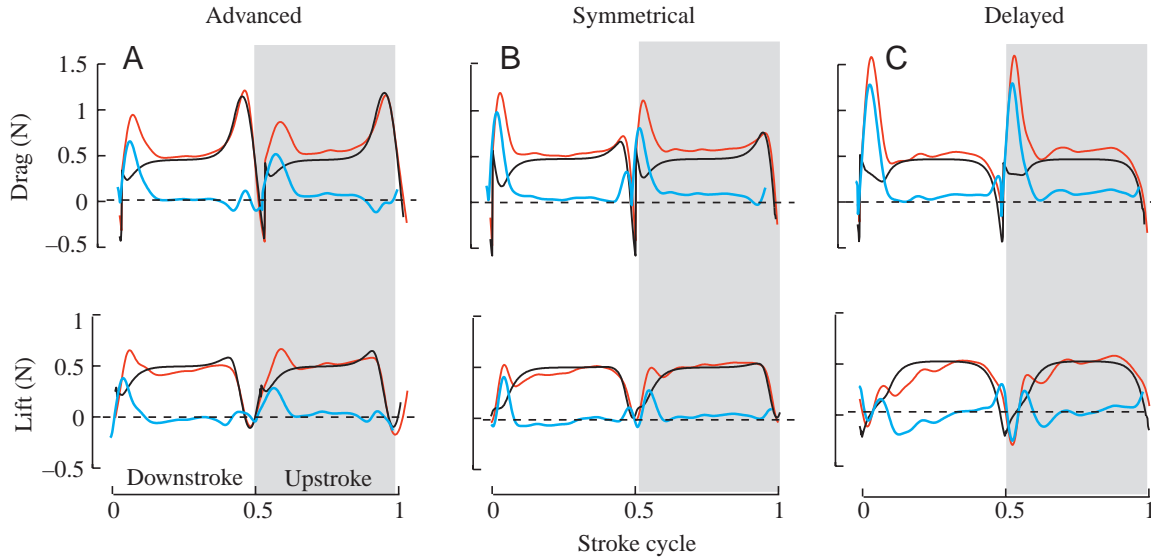 Advanced
Symmetrical
Delayed
A
B
C
1.5
1
0.5
0
–0.5
Drag (N)
1
0.5
0
–0.5
Lift (N)
Downstroke
Upstroke
0
0.5
1
0
0.5
1
0
0.5
1
Stroke cycle